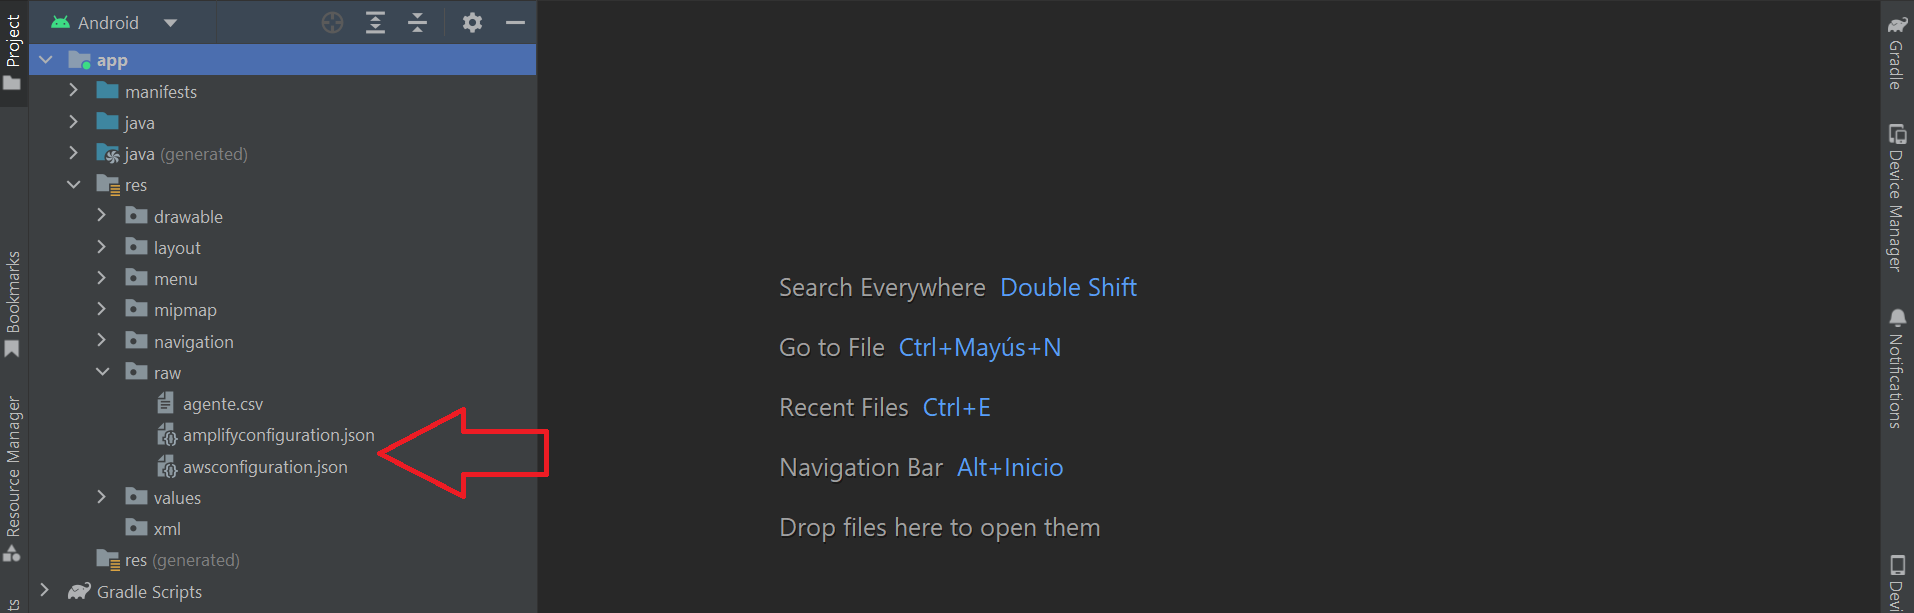 Project
Bookmarks
Resource Manager
ts
Android
app
manifests
java
java (generated)
res
drawable
layout
menu
mipmap
navigation
raw
agente.csv
amplifyconfiguration.json
awsconfiguration.json
values
xml
res (generated)
Gradle Scripts
Search Everywhere Double Shift
Go to File Ctrl+Mayús+N
Recent Files Ctrl+E
Navigation Bar Alt+Inicio
Drop files here to open them
Gradle
Device Manager
Notifications
Devi